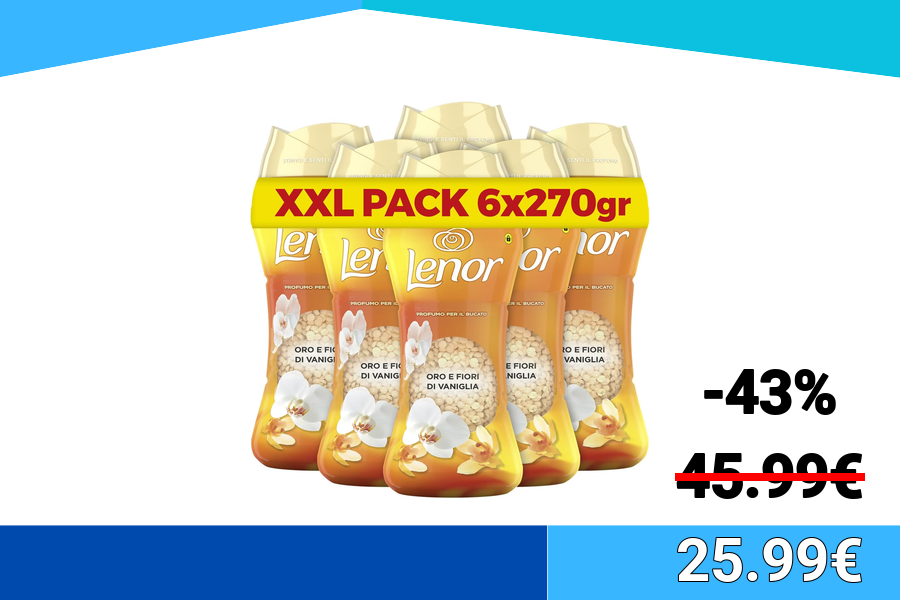 XXL PACK 6x270gr
Lenor
PROFUMO PER IL BUCATO
ORO E FIORI
DI VANIGLIA
-43%
45.99€
25.99€